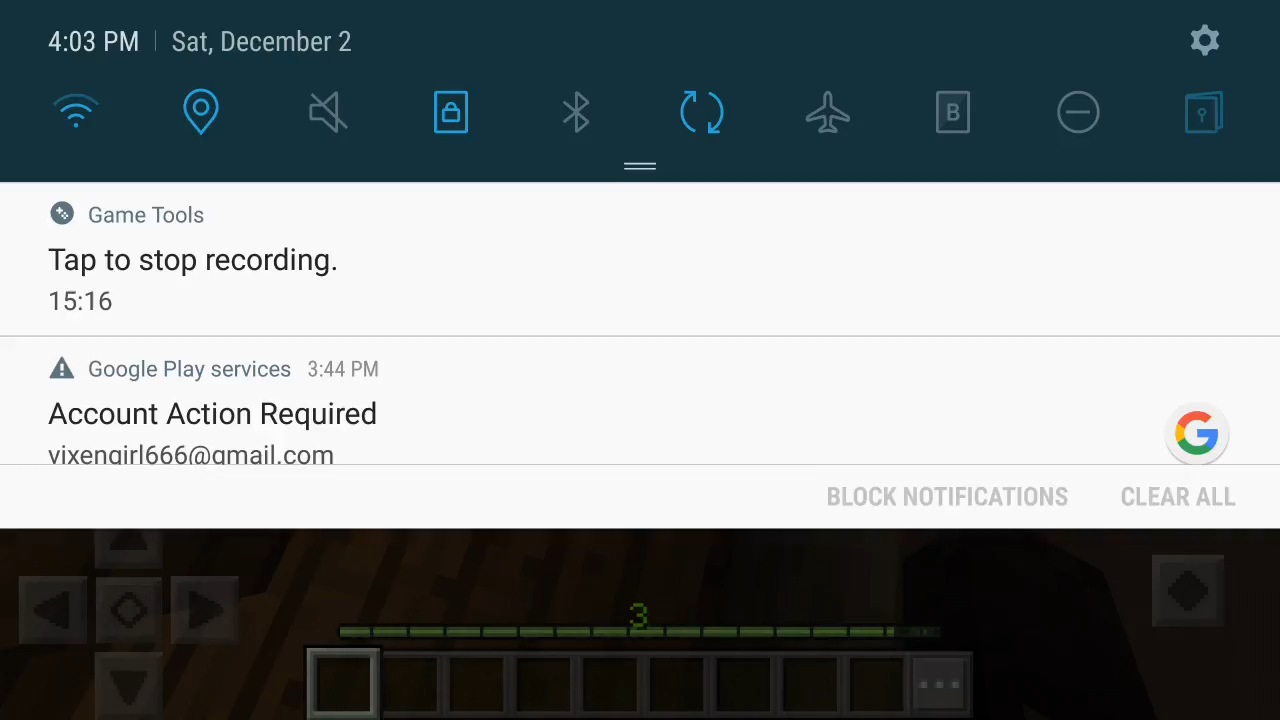 4:03 PM | Sat, December 2
B
Game Tools
Tap to stop recording.
15:16
Google Play services 3:44 PM
Account Action Required
vixengirl666@gmail.com
G
BLOCK NOTIFICATIONS CLEAR ALL
3